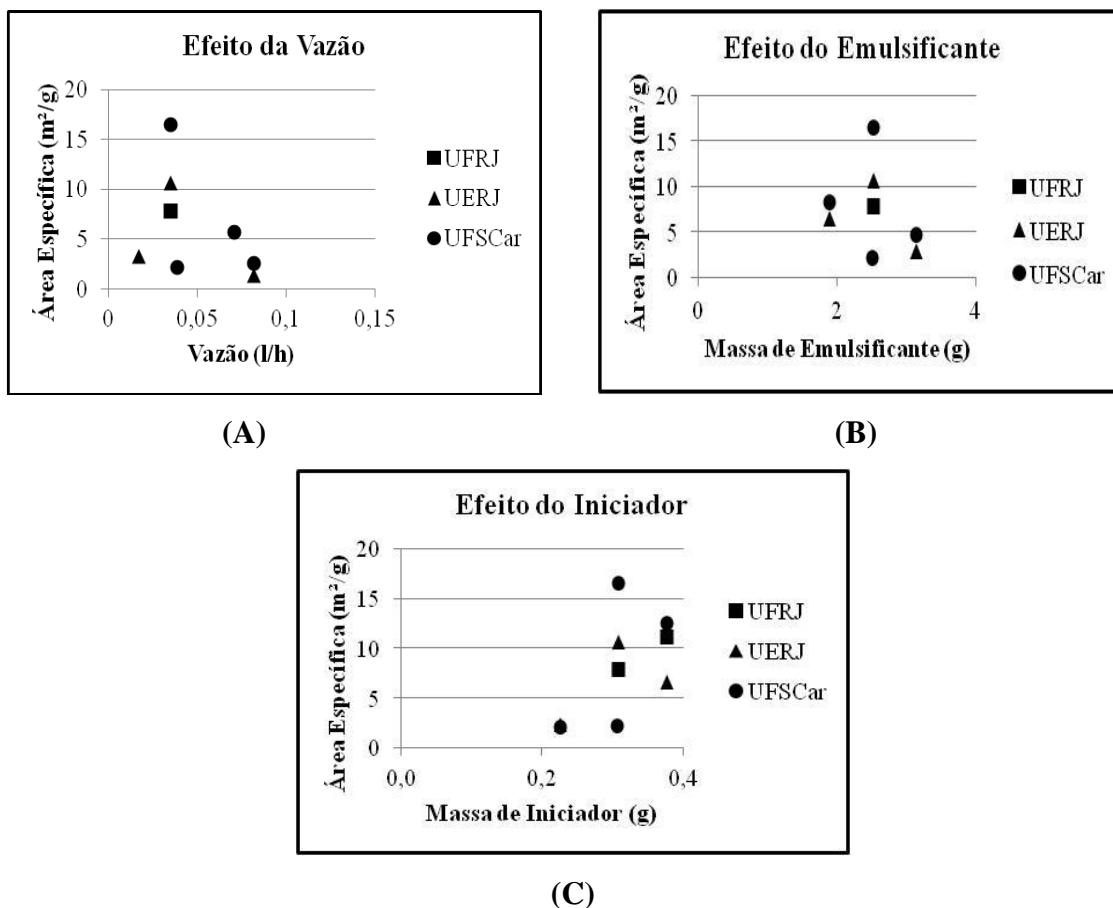 Efeito da Vazão
Área Específica (m²/g)
20
15
10
5
0
0
0,05
0,1
0,15
Vazão (l/h)
UFRJ
UERJ
UFSCar
(A)
Efeito do Emulsificante
Área Específica (m²/g)
20
15
10
5
0
0
2
4
Massa de Emulsificante (g)
UFRJ
UERJ
UFSCar
(B)
Efeito do Iniciador
Área Específica (m²/g)
20
15
10
5
0
0,0
0,2
0,4
Massa de Iniciador (g)
UFRJ
UERJ
UFSCar
(C)